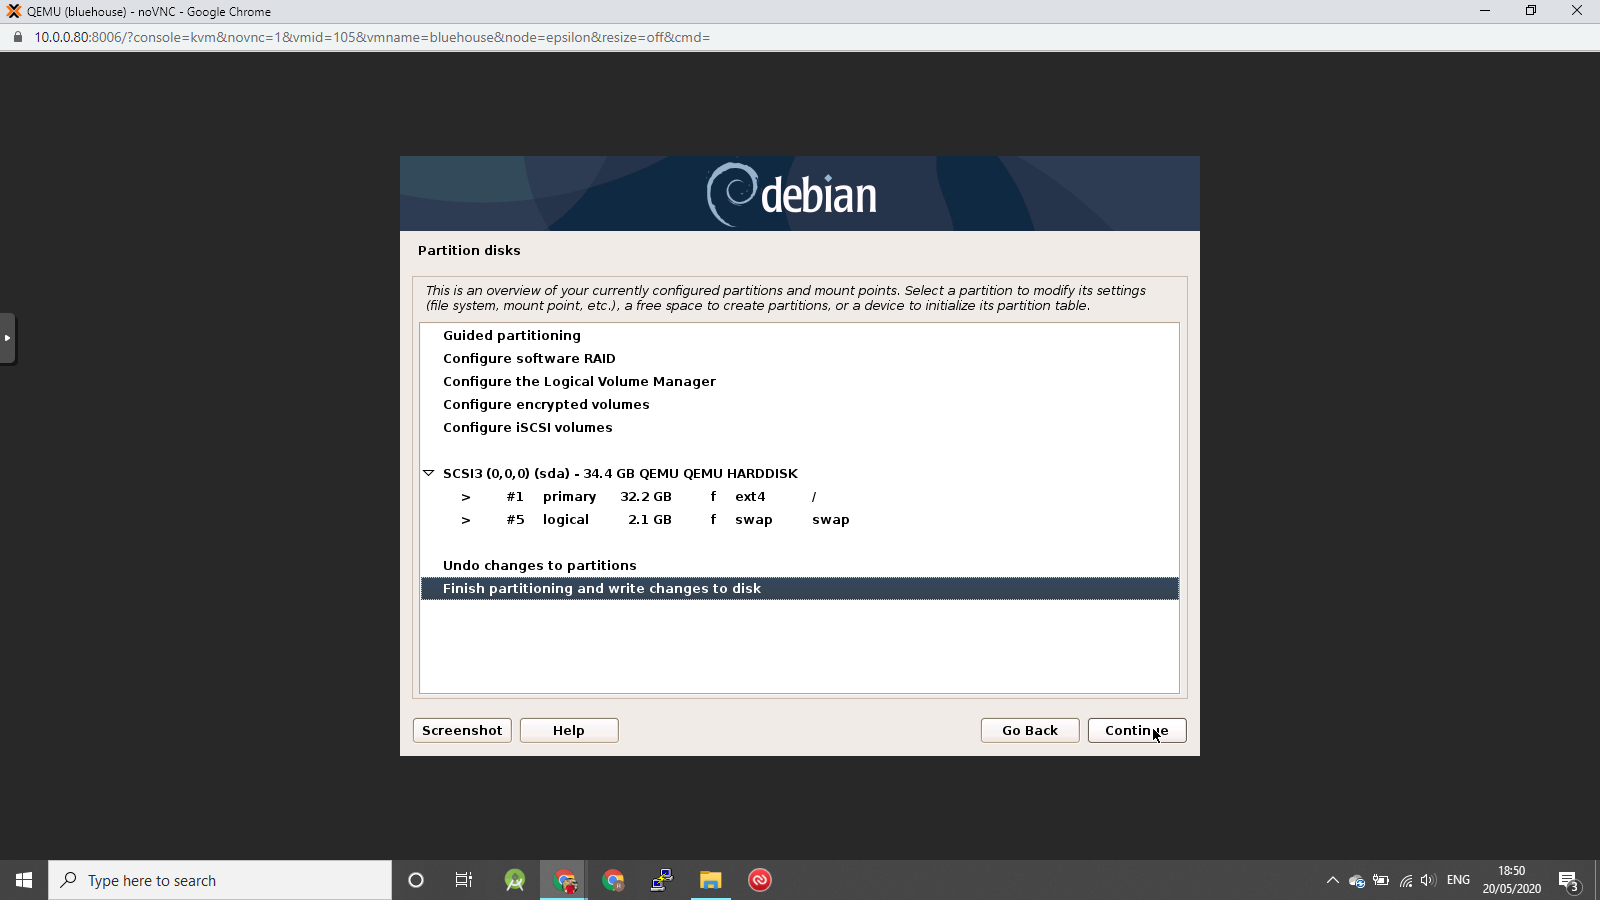 QEMU (bluehouse) - noVNC - Google Chrome
10.0.0.80:8006/?console=kvm&novnc=1&vmid=105&vmname=bluehouse&node=epsilon&resize=off&cmd=
debian
Partition disks
This is an overview of your currently configured partitions and mount points. Select a partition to modify its settings
(file system, mount point, etc.), a free space to create partitions, or a device to initialize its partition table.
Guided partitioning
Configure software RAID
Configure the Logical Volume Manager
Configure encrypted volumes
Configure iSCSI volumes
SCSI3 (0,0,0) (sda) - 34.4 GB QEMU QEMU HARDDISK
> #1 primary 32.2 GB f ext4 /
> #5 logical 2.1 GB f swap swap
Undo changes to partitions
Finish partitioning and write changes to disk
Screenshot Help Go Back Continue
Type here to search
ENG
18:50
20/05/2020
3